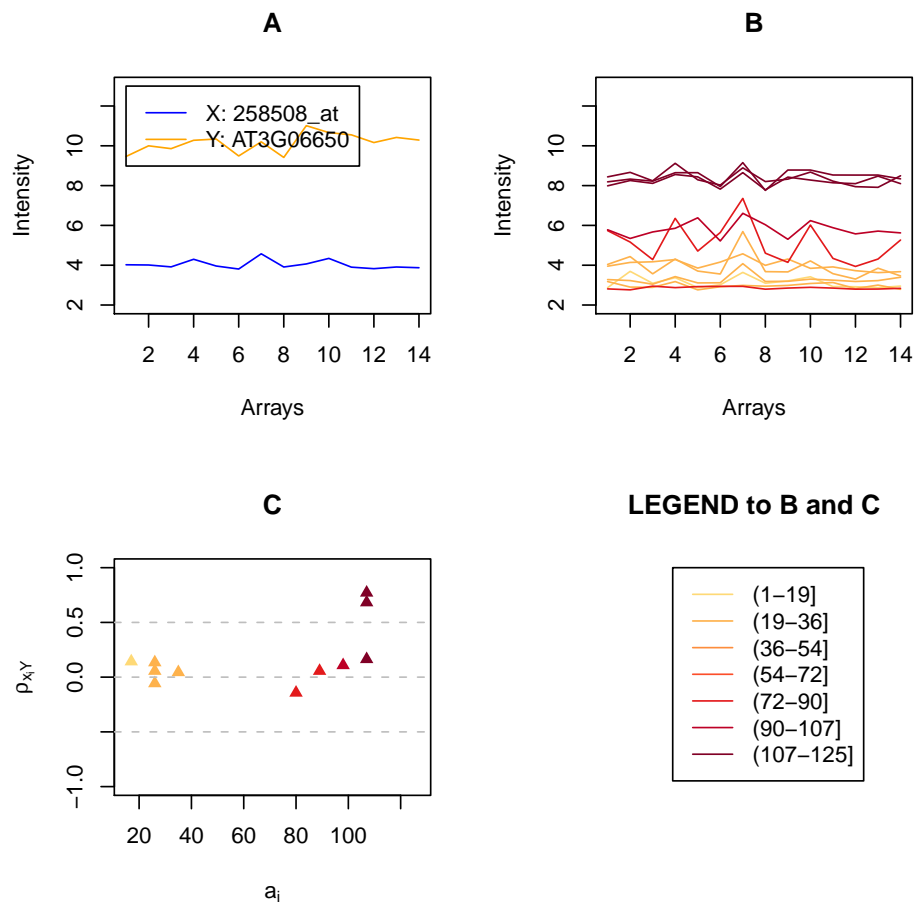 A
Intensity
2 4 6 8 10
X: 258508_at
Y: AT3G06650
2 4 6 8 10 12 14
Arrays
B
Intensity
2 4 6 8 10
2 4 6 8 10 12 14
Arrays
C
ρxiY
−1.0 0.0 0.5 1.0
20 40 60 80 100
ai
LEGEND to B and C
(1−19]
(19−36]
(36−54]
(54−72]
(72−90]
(90−107]
(107−125]